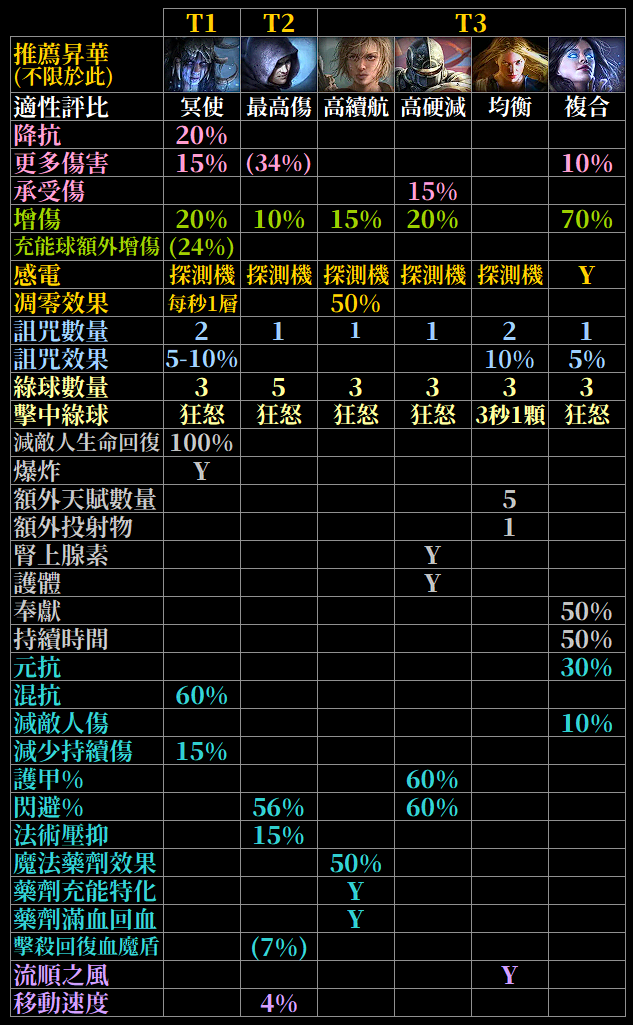 T1 T2 T3
推薦昇華
(不限於此)
適性評比 冥使 最高傷 高續航 高硬減 均衡 複合
降抗 20%
更多傷害 15% (34%) 10%
承受傷 15%
增傷 20% 10% 15% 20% 70%
充能球額外增傷 (24%)
感電 探測機 探測機 探測機 探測機 探測機 Y
凋零效果 每秒1層 50%
詛咒數量 2 1 1 1 2 1
詛咒效果 5-10% 10% 5%
綠球數量 3 5 3 3 3 3
擊中綠球 狂怒 狂怒 狂怒 狂怒 3秒1顆 狂怒
減敵人生命回復 100%
爆炸 Y
額外天賦數量 5
額外投射物 1
腎上腺素 Y
護體 Y
奉獻 50%
持續時間 50%
元抗 30%
混抗 60%
減敵人傷 10%
減少持續傷 15%
護甲% 60%
閃避% 56% 60%
法術壓抑 15%
魔法藥劑效果 50%
藥劑充能特化 Y
藥劑滿血回血 Y
擊殺回復血魔盾 (7%)
流順之風 Y
移動速度 4%